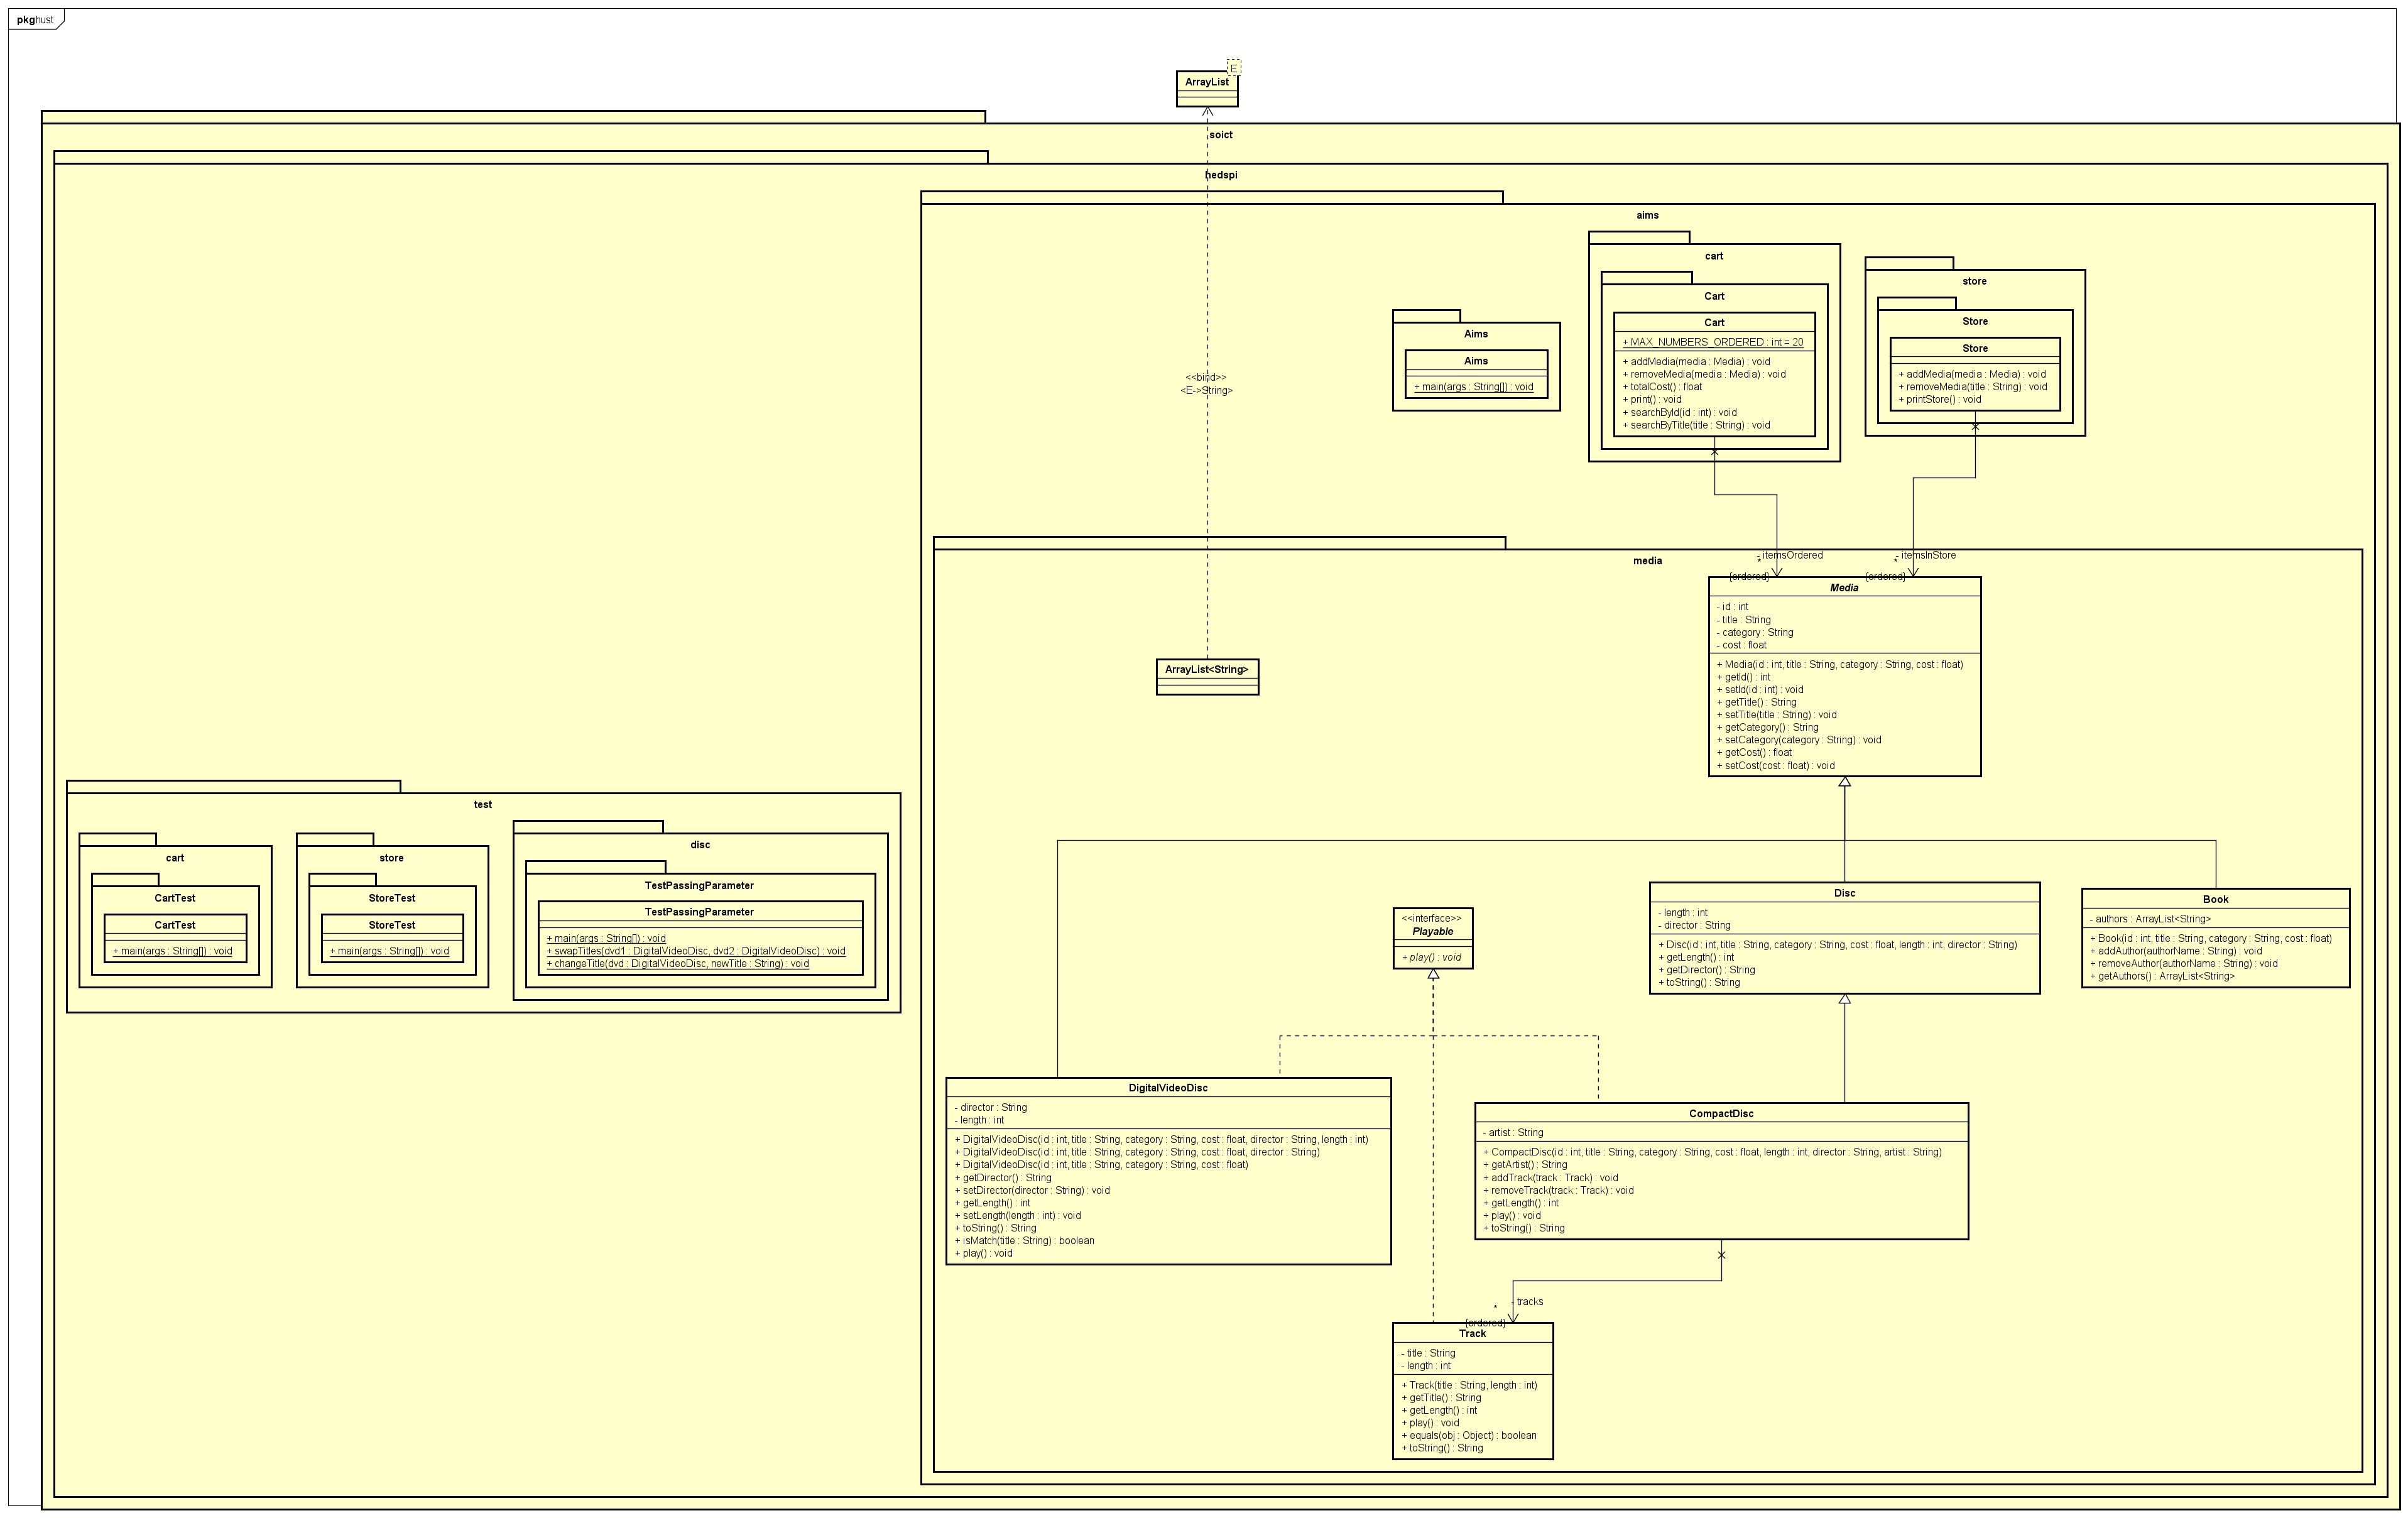 pkg hust
E
ArrayList
soict
hedspi
aims
<<bind>>
<E->String>
Aims
Aims
+ main(args : String[]) : void
cart
Cart
Cart
+ MAX_NUMBERS_ORDERED : int = 20
+ addMedia(media : Media) : void
+ removeMedia(media : Media) : void
+ totalCost() : float
+ print() : void
+ searchById(id : int) : void
+ searchByTitle(title : String) : void
store
Store
Store
+ addMedia(media : Media) : void
+ removeMedia(title : String) : void
+ printStore() : void
media
- itemsOrdered
*
{ordered}
- itemsInStore
*
{ordered}
Media
- id : int
- title : String
- category : String
- cost : float
+ Media(id : int, title : String, category : String, cost : float)
+ getId() : int
+ setId(id : int) : void
+ getTitle() : String
+ setTitle(title : String) : void
+ getCategory() : String
+ setCategory(category : String) : void
+ getCost() : float
+ setCost(cost : float) : void
ArrayList<String>
test
cart
CartTest
CartTest
+ main(args : String[]) : void
store
StoreTest
StoreTest
+ main(args : String[]) : void
disc
TestPassingParameter
TestPassingParameter
+ main(args : String[]) : void
+ swapTitles(dvd1 : DigitalVideoDisc, dvd2 : DigitalVideoDisc) : void
+ changeTitle(dvd : DigitalVideoDisc, newTitle : String) : void
<<interface>>
Playable
+ play() : void
Disc
- length : int
- director : String
+ Disc(id : int, title : String, category : String, cost : float, length : int, director : String)
+ getLength() : int
+ getDirector() : String
+ toString() : String
Book
- authors : ArrayList<String>
+ Book(id : int, title : String, category : String, cost : float)
+ addAuthor(authorName : String) : void
+ removeAuthor(authorName : String) : void
+ getAuthors() : ArrayList<String>
DigitalVideoDisc
- director : String
- length : int
+ DigitalVideoDisc(id : int, title : String, category : String, cost : float, director : String, length : int)
+ DigitalVideoDisc(id : int, title : String, category : String, cost : float, director : String)
+ DigitalVideoDisc(id : int, title : String, category : String, cost : float)
+ getDirector() : String
+ setDirector(director : String) : void
+ getLength() : int
+ setLength(length : int) : void
+ toString() : String
+ isMatch(title : String) : boolean
+ play() : void
CompactDisc
- artist : String
+ CompactDisc(id : int, title : String, category : String, cost : float, length : int, director : String, artist : String)
+ getArtist() : String
+ addTrack(track : Track) : void
+ removeTrack(track : Track) : void
+ getLength() : int
+ play() : void
+ toString() : String
- tracks
*
{ordered}
Track
- title : String
- length : int
+ Track(title : String, length : int)
+ getTitle() : String
+ getLength() : int
+ play() : void
+ equals(obj : Object) : boolean
+ toString() : String